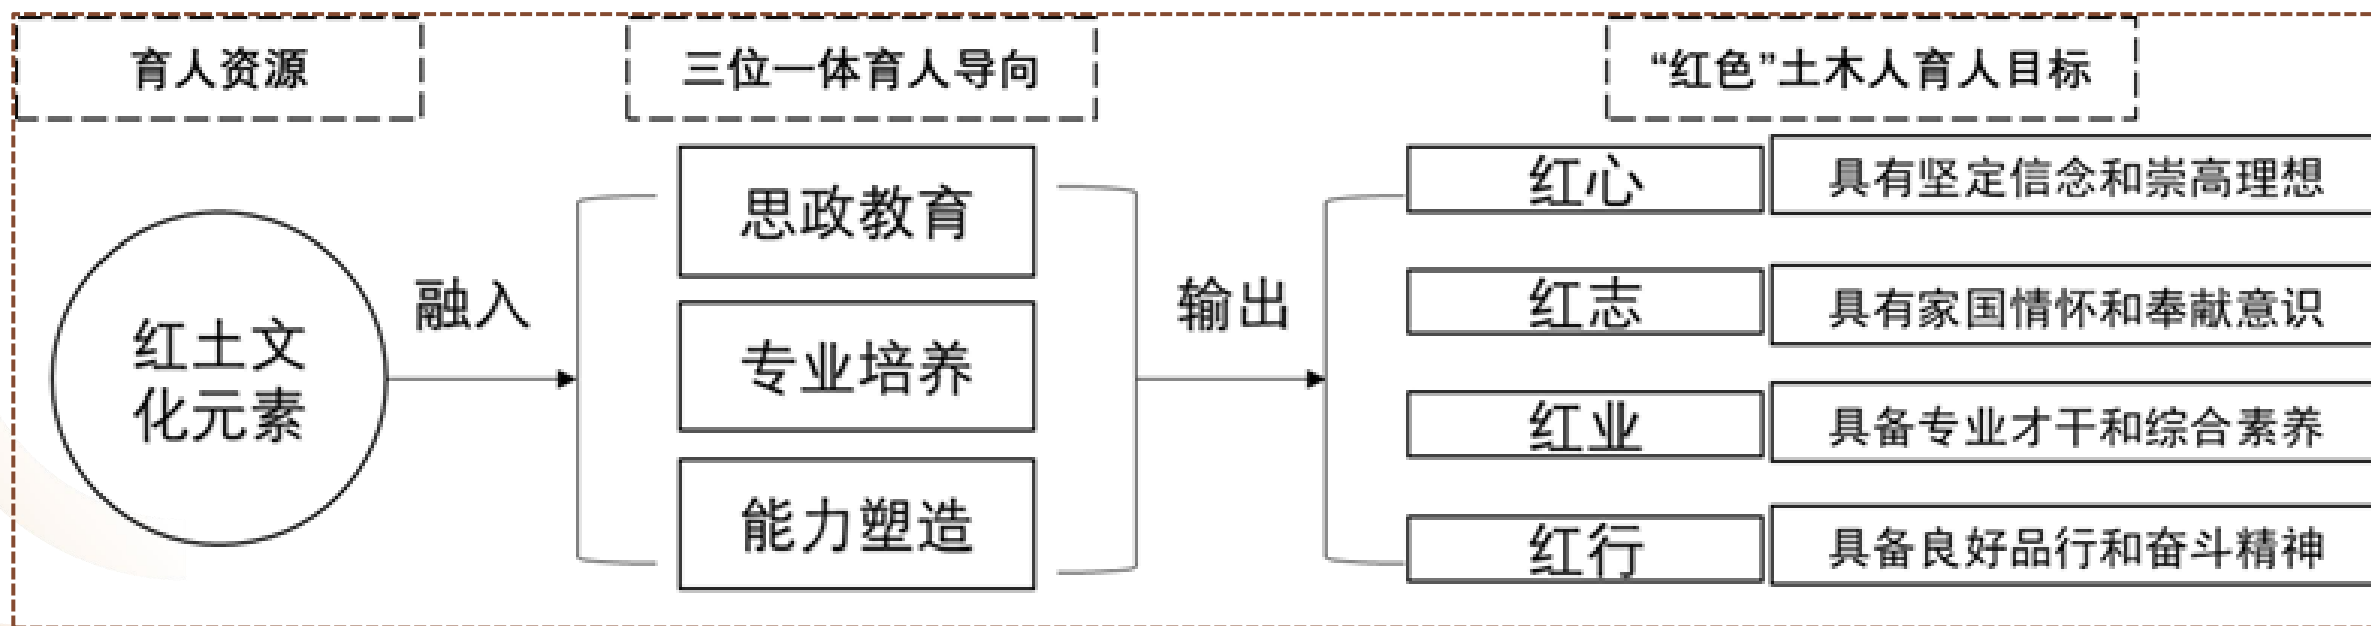 育人资源
三位一体育人导向
“红色”土木人育人目标
红土文
化元素
融入
思政教育
专业培养
能力塑造
输出
红心
具有坚定信念和崇高理想
红志
具有家国情怀和奉献意识
红业
具备专业才干和综合素养
红行
具备良好品行和奋斗精神